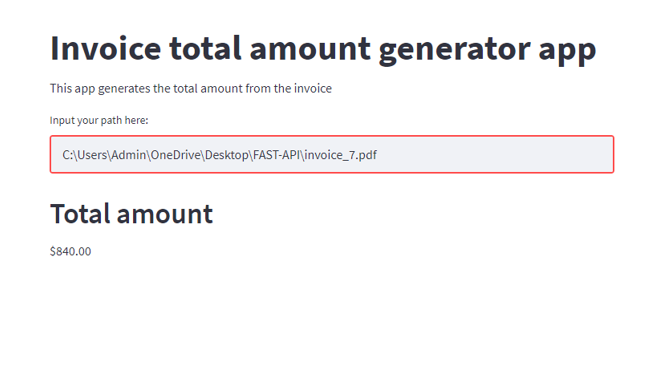 Invoice total amount generator app
This app generates the total amount from the invoice
Input your path here:
C:\Users\Admin\OneDrive\Desktop\FAST-API\invoice_7.pdf
Total amount
$840.00